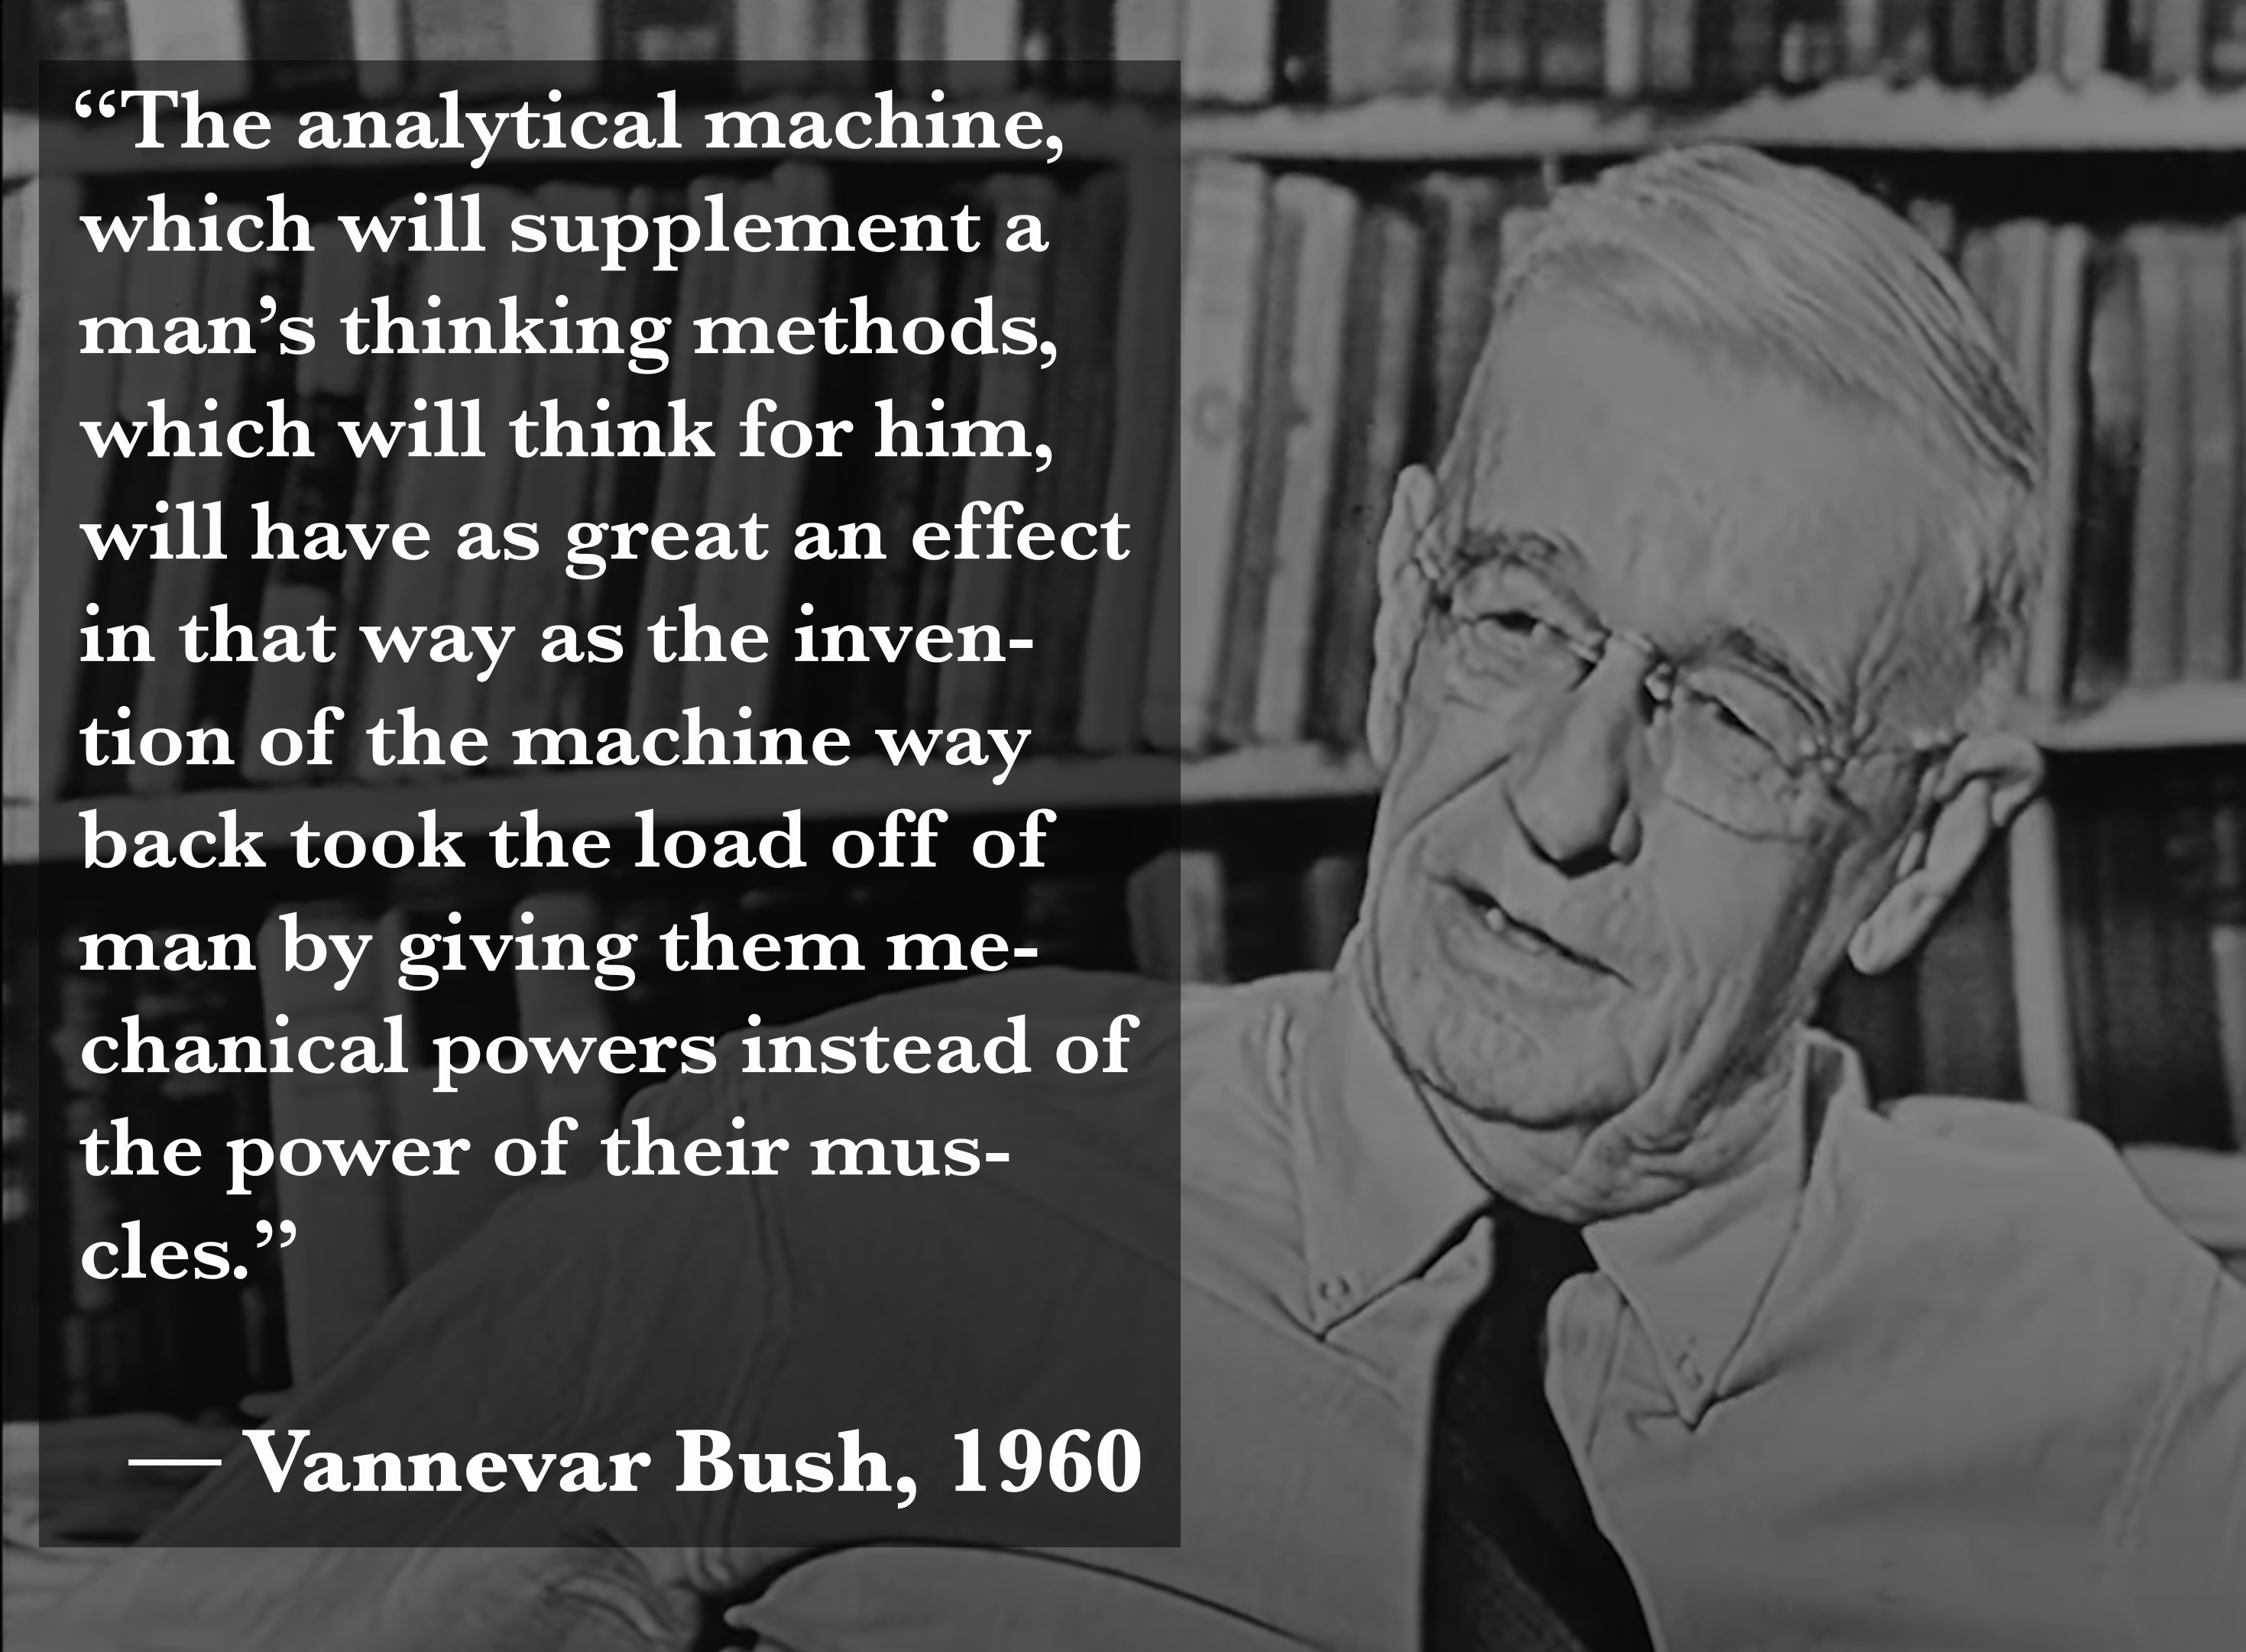 “The analytical machine,
which will supplement a
man’s thinking methods,
which will think for him,
will have as great an effect
in that way as the inven-
tion of the machine way
back took the load off of
man by giving them me-
chanical powers instead of
the power of their mus-
cles.”
— Vannevar Bush, 1960